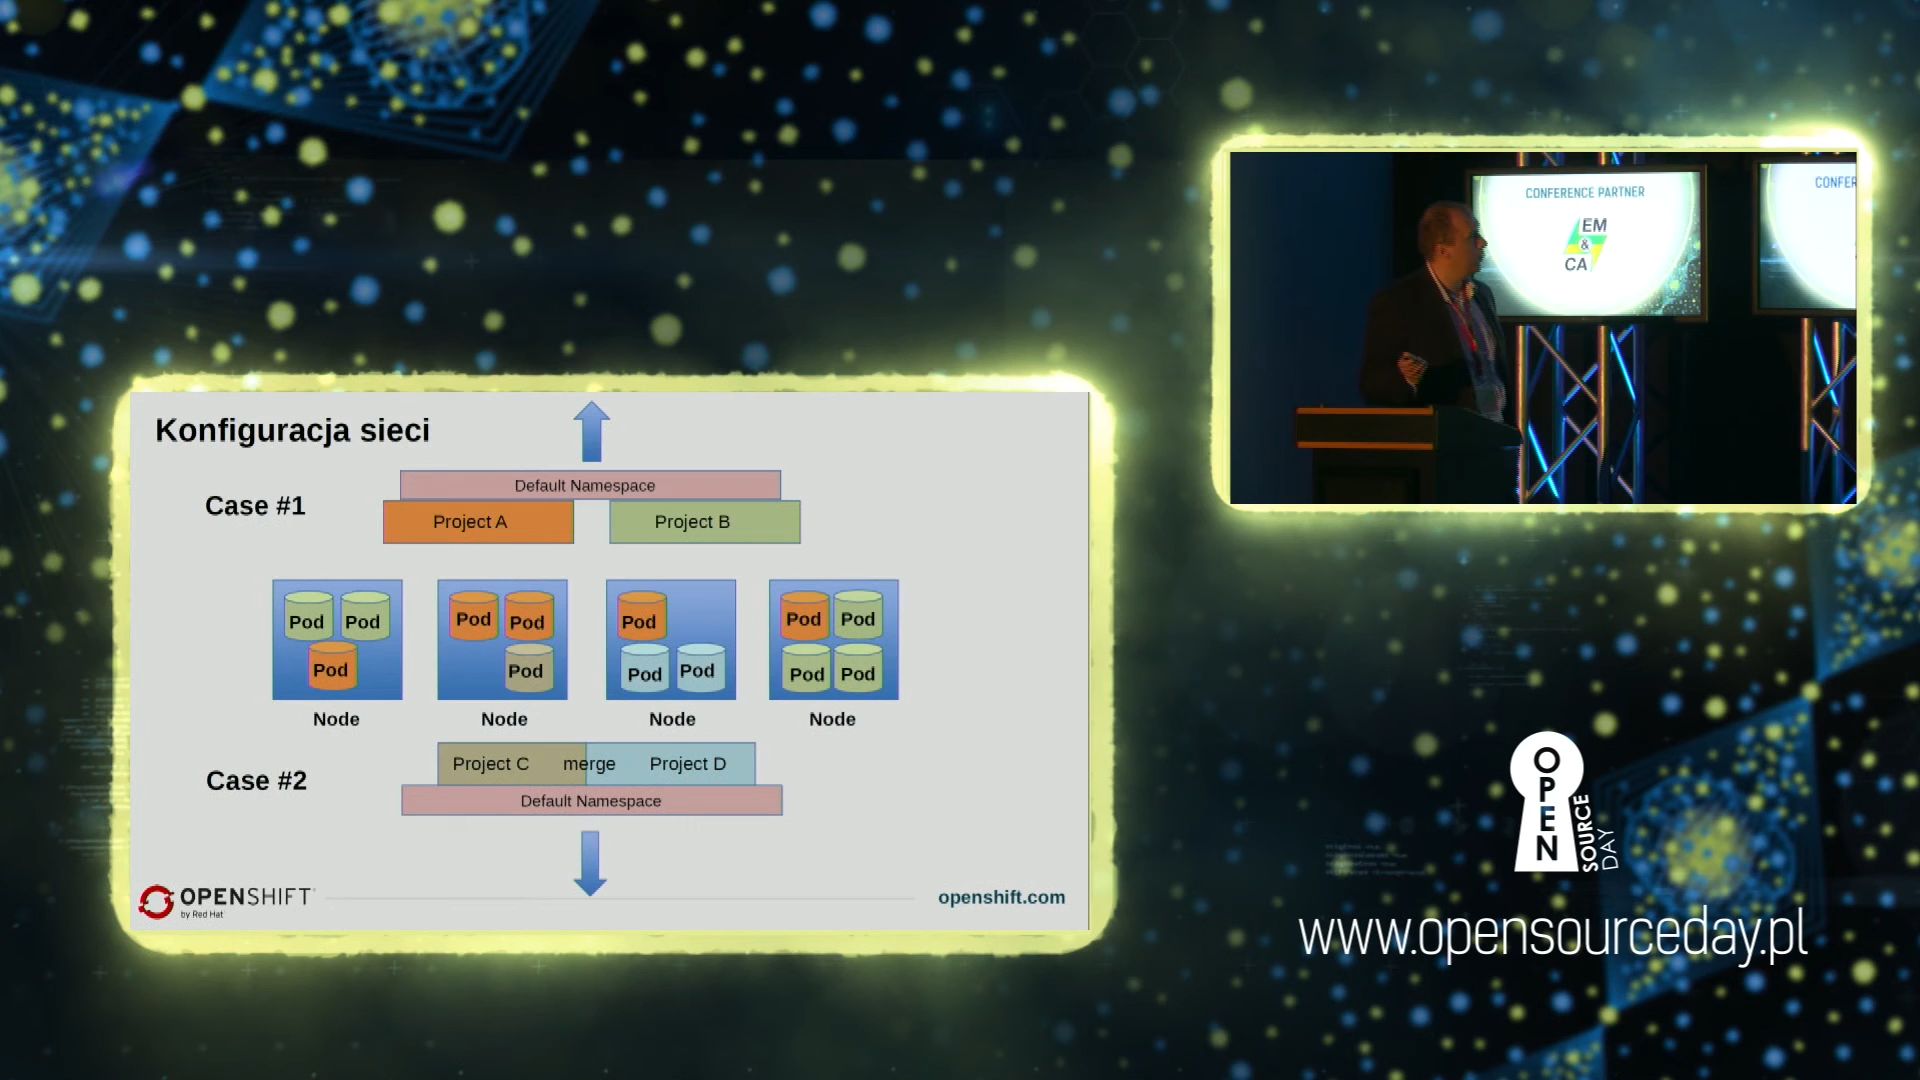 Konfiguracja sieci
Case #1
Default Namespace
Project A
Project B
Pod Pod
Pod
Pod Pod
Pod
Pod
Pod Pod
Pod Pod
Pod Pod
Node
Node
Node
Node
Case #2
Project C merge Project D
Default Namespace
OPENSHIFT
by Red Hat
openshift.com
CONFERENCE PARTNER
EM
&
CA
CONFER
OPEN
SOURCE
DAY
www.opensourceday.pl